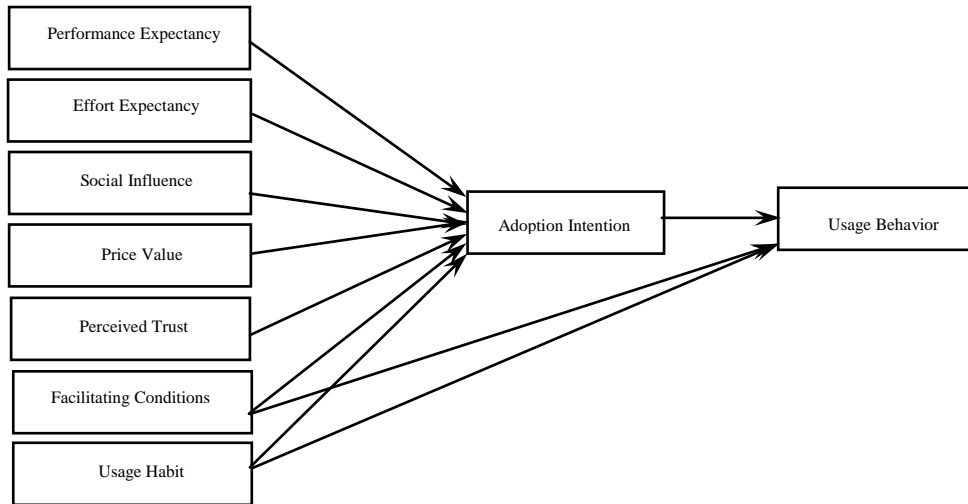 Performance Expectancy
Effort Expectancy
Social Influence
Price Value
Perceived Trust
Facilitating Conditions
Usage Habit
Adoption Intention
Usage Behavior